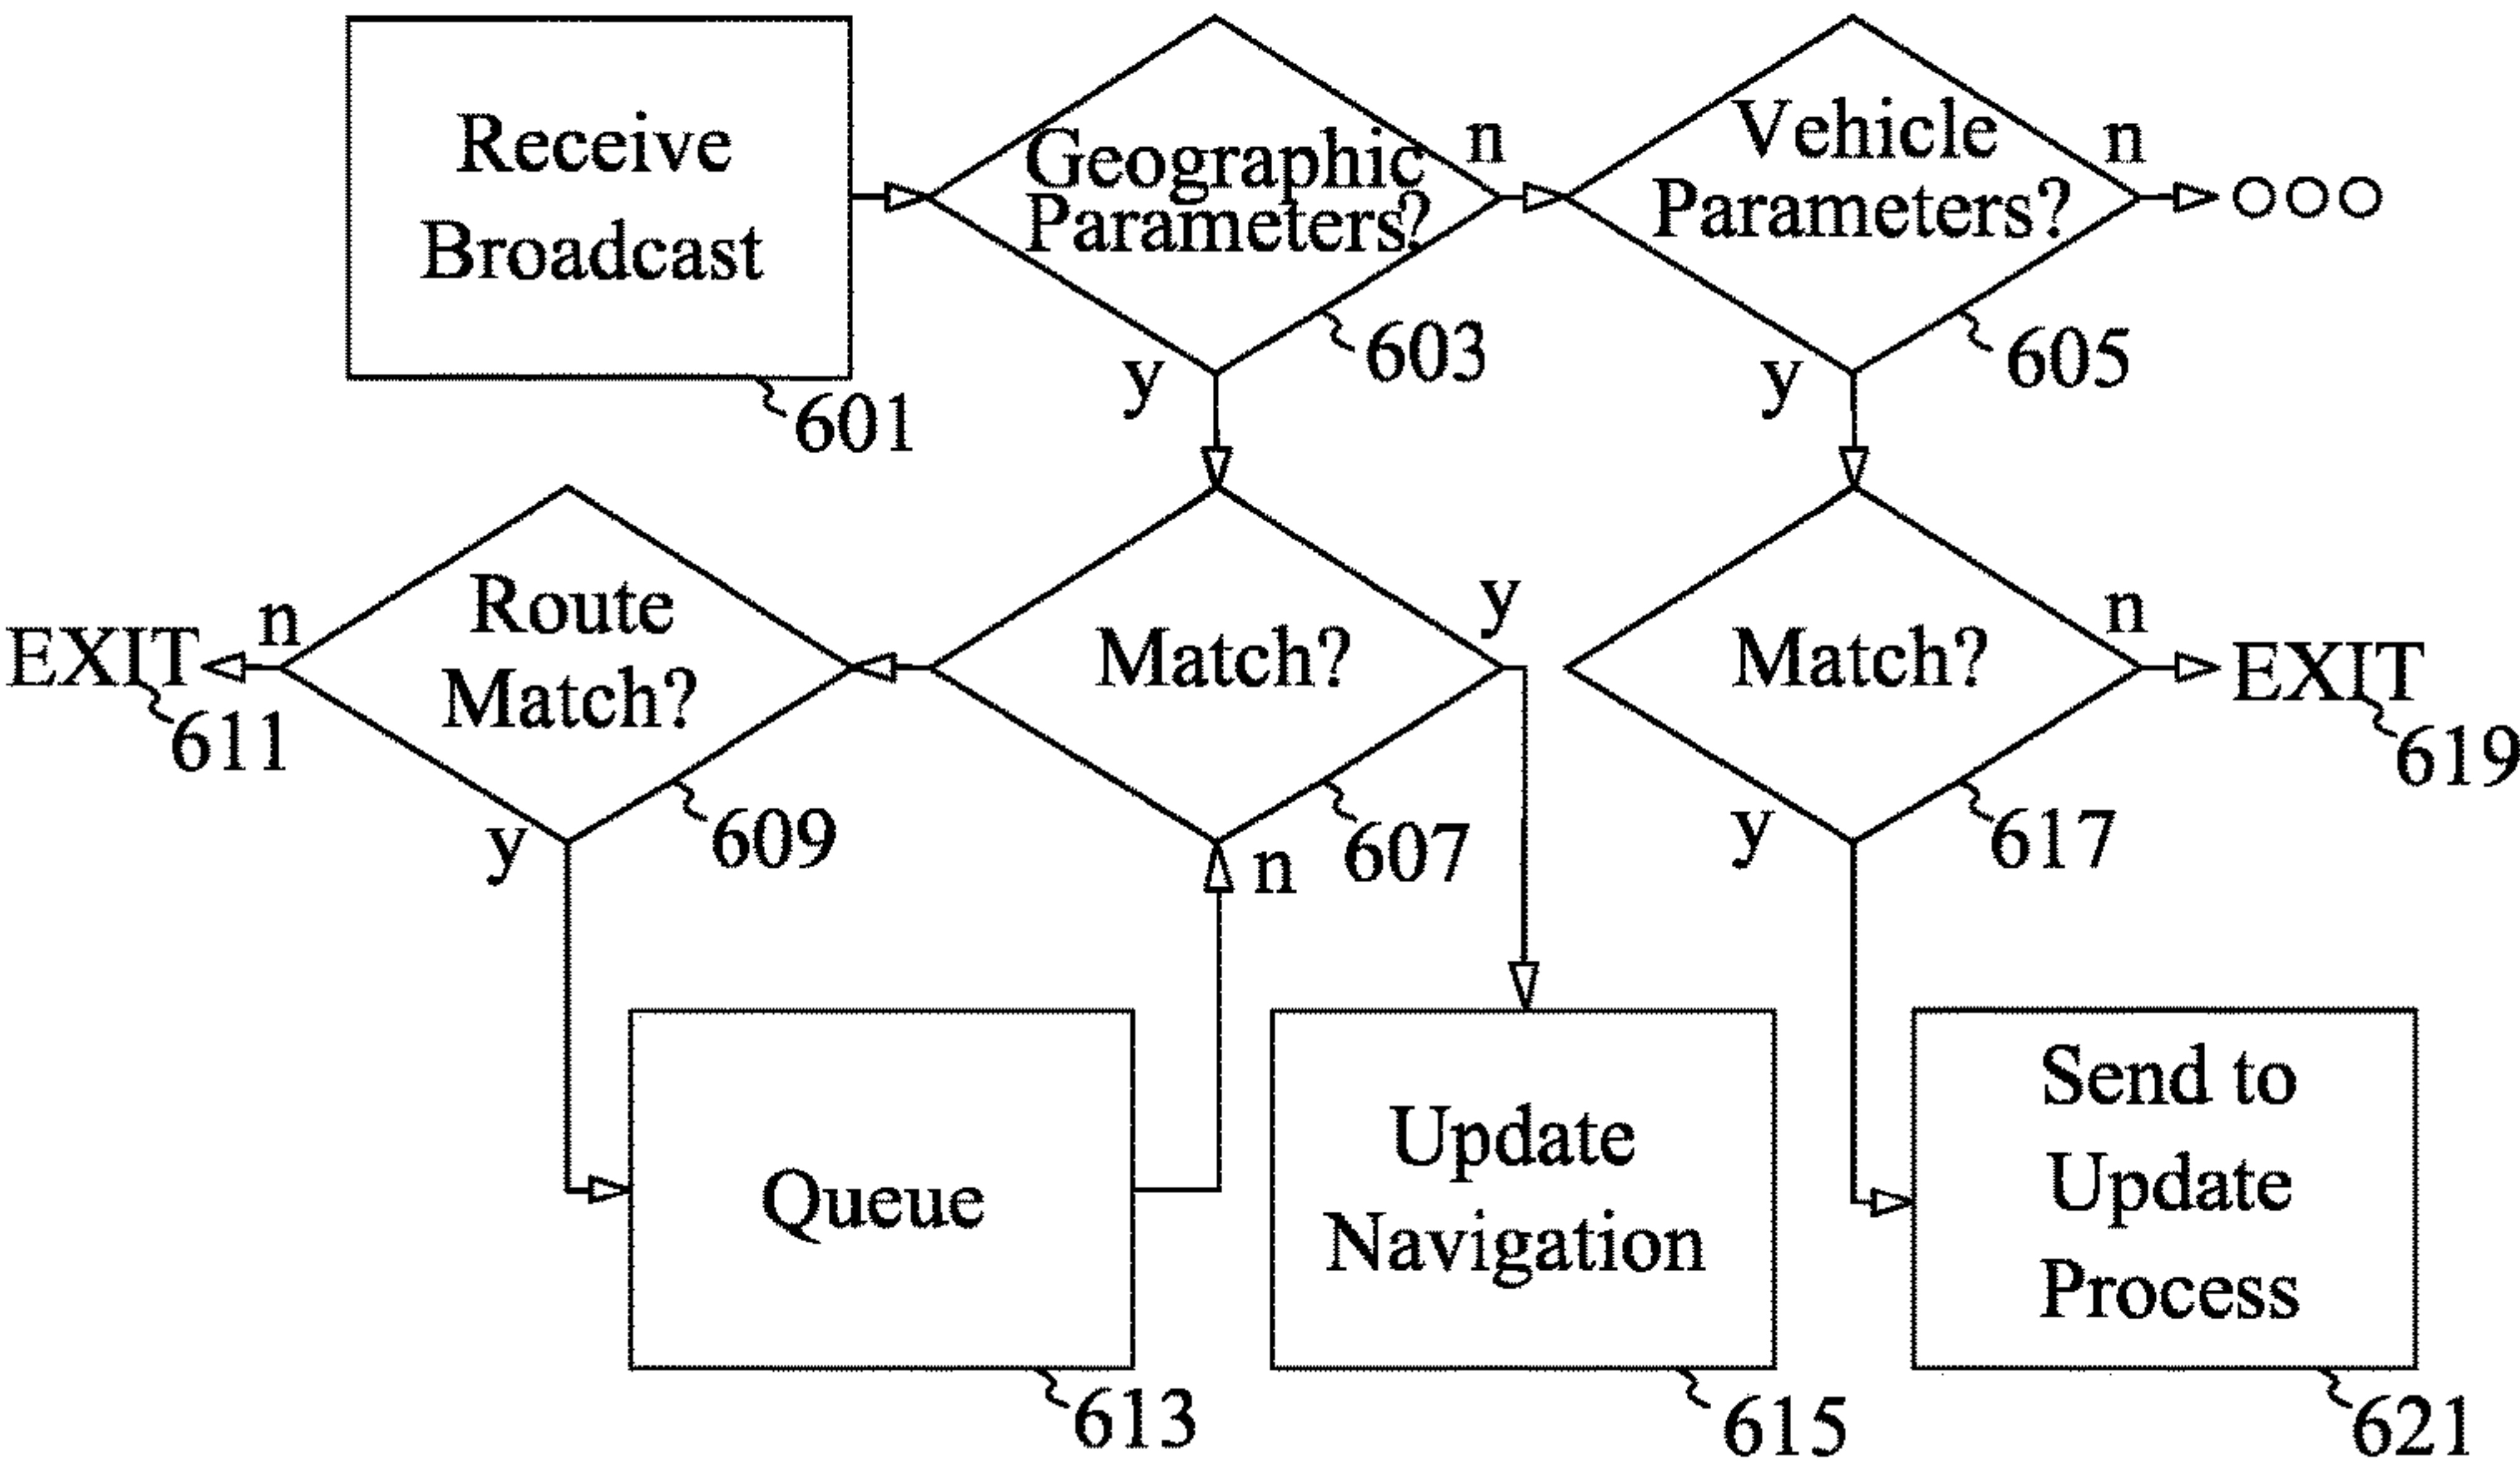 Receive
Broadcast
601
Geographic
Parameters?
n
y
603
Vehicle
Parameters?
n
y
605
EXIT
611
n
Route
Match?
y
609
Match?
y
n
607
Match?
n
y
617
EXIT
619
Queue
613
Update
Navigation
615
Send to
Update
Process
621